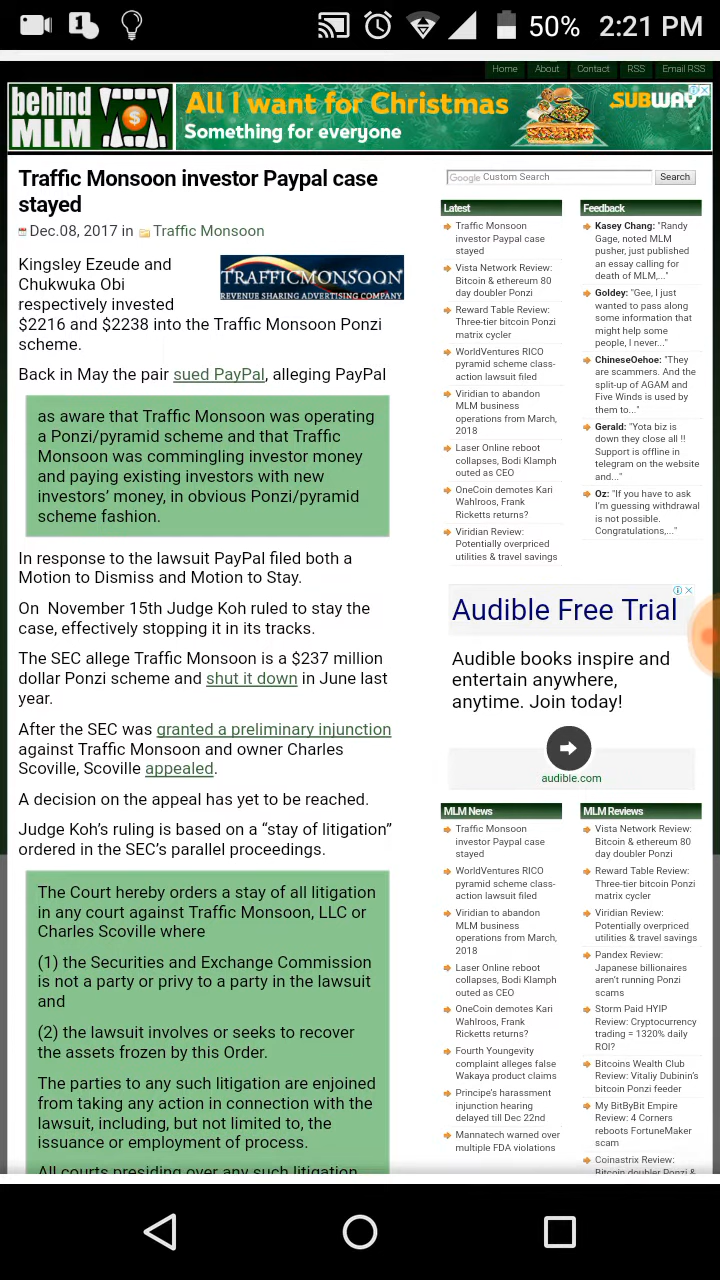 50% 2:21 PM
Home About Contact RSS Email RSS
behind
MLM
All I want for Christmas
Something for everyone
SUBWAY
Traffic Monsoon investor Paypal case
stayed
Dec.08, 2017 in Traffic Monsoon
Kingsley Ezeude and
Chukwuka Obi
respectively invested
TRAFFICMONSOON
REVENUE SHARING ADVERTISING COMPANY
$2216 and $2238 into the Traffic Monsoon Ponzi
scheme.
Back in May the pair sued PayPal, alleging PayPal
as aware that Traffic Monsoon was operating
a Ponzi/pyramid scheme and that Traffic
Monsoon was commingling investor money
and paying existing investors with new
investors’ money, in obvious Ponzi/pyramid
scheme fashion.
In response to the lawsuit PayPal filed both a
Motion to Dismiss and Motion to Stay.
On November 15th Judge Koh ruled to stay the
case, effectively stopping it in its tracks.
The SEC allege Traffic Monsoon is a $237 million
dollar Ponzi scheme and shut it down in June last
year.
After the SEC was granted a preliminary injunction
against Traffic Monsoon and owner Charles
Scoville, Scoville appealed.
A decision on the appeal has yet to be reached.
Judge Koh’s ruling is based on a “stay of litigation”
ordered in the SEC’s parallel proceedings.
The Court hereby orders a stay of all litigation
in any court against Traffic Monsoon, LLC or
Charles Scoville where
(1) the Securities and Exchange Commission
is not a party or privy to a party in the lawsuit
and
(2) the lawsuit involves or seeks to recover
the assets frozen by this Order.
The parties to any such litigation are enjoined
from taking any action in connection with the
lawsuit, including, but not limited to, the
issuance or employment of process.
All courts presiding over any such litigation
Google Custom Search Search
Latest
Traffic Monsoon
investor Paypal case
stayed
Vista Network Review:
Bitcoin & ethereum 80
day doubler Ponzi
Reward Table Review:
Three-tier bitcoin Ponzi
matrix cycler
WorldVentures RICO
pyramid scheme class-
action lawsuit filed
Viridian to abandon
MLM business
operations from March,
2018
Laser Online reboot
collapses, Bodi Klamph
outed as CEO
OneCoin demotes Kari
Wahlroos, Frank
Ricketts returns?
Viridian Review:
Potentially overpriced
utilities & travel savings
Feedback
Kasey Chang: "Randy
Gage, noted MLM
pusher, just published
an essay calling for
death of MLM,..."
Goldey: "Gee, I just
wanted to pass along
some information that
might help some
people, I never..."
ChineseOehoe: "They
are scammers. And the
split-up of AGAM and
Five Winds is used by
them to..."
Gerald: "Yota biz is
down they close all !!
Support is offline in
telegram on the website
and..."
Oz: "If you have to ask
I'm guessing withdrawal
is not possible.
Congratulations,..."
Audible Free Trial
Audible books inspire and
entertain anywhere,
anytime. Join today!
audible.com
MLM News
Traffic Monsoon
investor Paypal case
stayed
WorldVentures RICO
pyramid scheme class-
action lawsuit filed
Viridian to abandon
MLM business
operations from March,
2018
Laser Online reboot
collapses, Bodi Klamph
outed as CEO
OneCoin demotes Kari
Wahlroos, Frank
Ricketts returns?
Fourth Youngevity
complaint alleges false
Wakaya product claims
Principe's harassment
injunction hearing
delayed till Dec 22nd
Mannatech warned over
multiple FDA violations
MLM Reviews
Vista Network Review:
Bitcoin & ethereum 80
day doubler Ponzi
Reward Table Review:
Three-tier bitcoin Ponzi
matrix cycler
Viridian Review:
Potentially overpriced
utilities & travel savings
Pandex Review:
Japanese billionaires
aren't running Ponzi
scams
Storm Paid HYIP
Review: Cryptocurrency
trading = 1320% daily
ROI?
Bitcoins Wealth Club
Review: Vitaliy Dubinin's
bitcoin Ponzi feeder
My BitByBit Empire
Review: 4 Corners
reboots FortuneMaker
scam
Coinastrix Review:
Bitcoin doubler Ponzi &